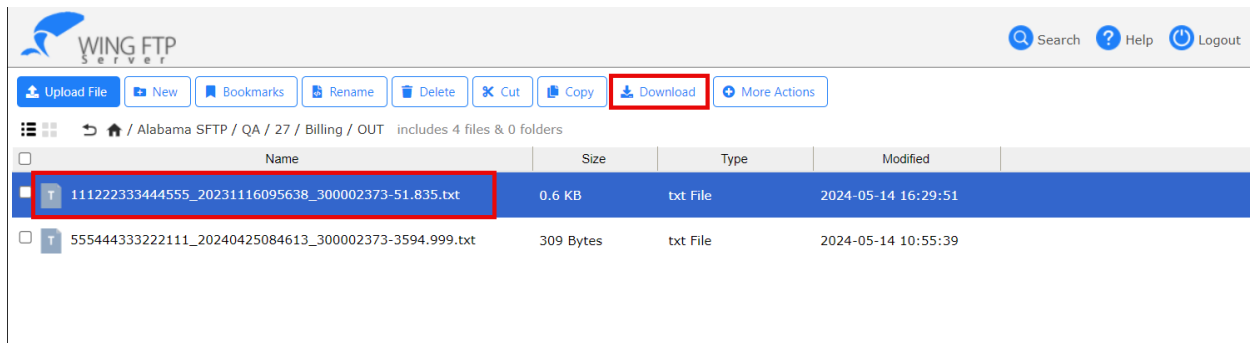 WING FTP
Server
Search Help Logout
Upload File New Bookmarks Rename Delete Cut Copy Download More Actions
/ Alabama SFTP / QA / 27 / Billing / OUT includes 4 files & 0 folders
Name Size Type Modified
T 111222333444555_20231116095638_300002373-51.835.txt 0.6 KB txt File 2024-05-14 16:29:51
T 555444333222111_20240425084613_300002373-3594.999.txt 309 Bytes txt File 2024-05-14 10:55:39